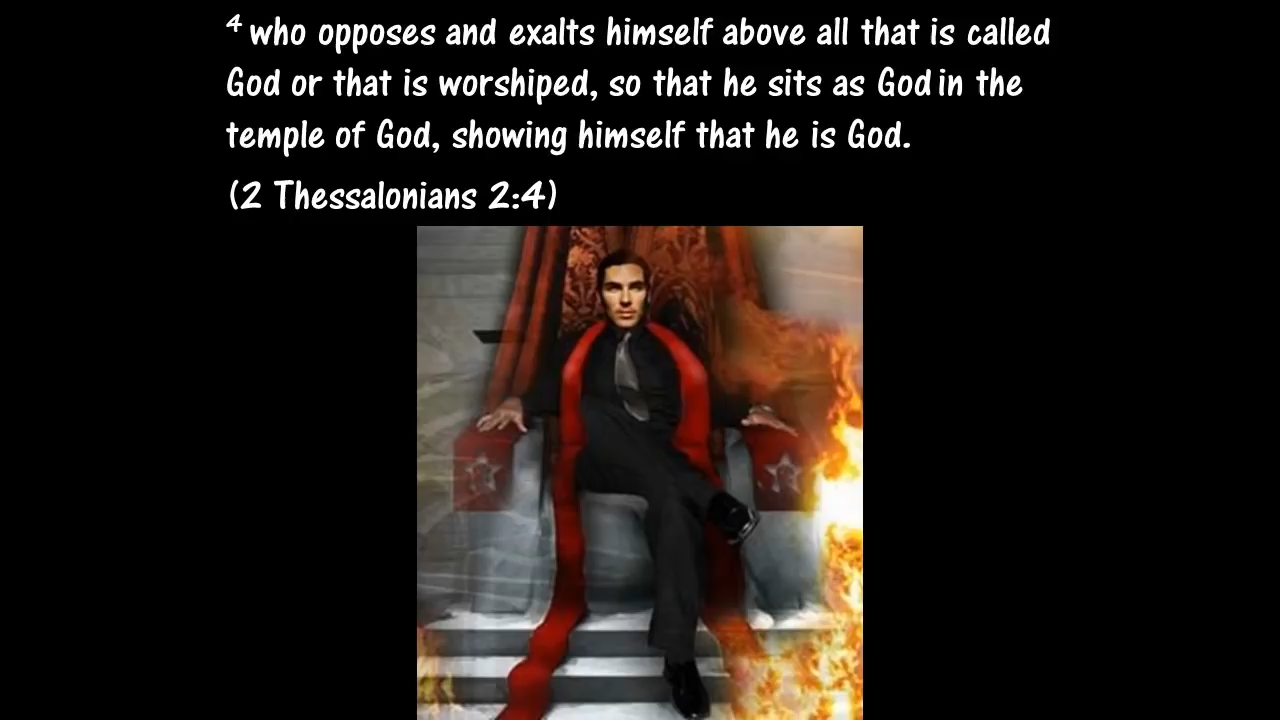 4 who opposes and exalts himself above all that is called
God or that is worshiped, so that he sits as God in the
temple of God, showing himself that he is God.
(2 Thessalonians 2:4)